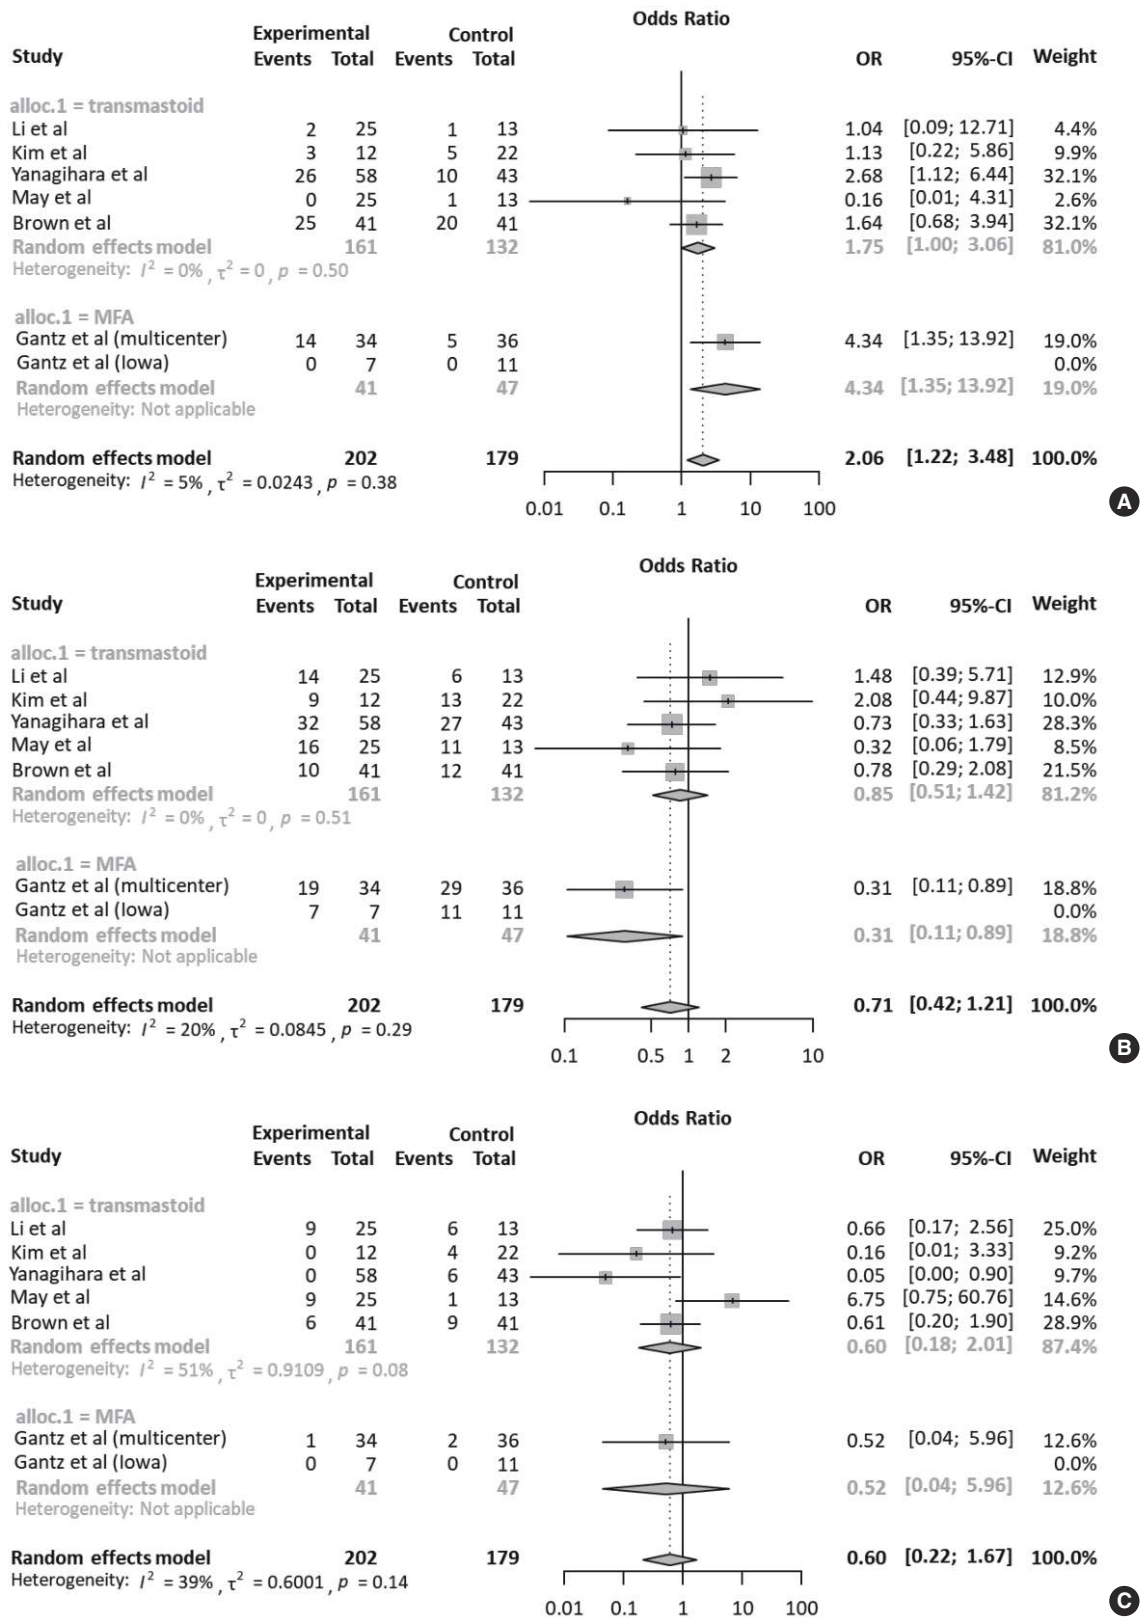 Odds Ratio
Experimental Control
Study Events Total Events Total OR 95%-CI Weight
alloc.1 = transmastoid
Li et al 2 25 1 13 1.04 [0.09; 12.71] 4.4%
Kim et al 3 12 5 22 1.13 [0.22; 5.86] 9.9%
Yanagihara et al 26 58 10 43 2.68 [1.12; 6.44] 32.1%
May et al 0 25 1 13 0.16 [0.01; 4.31] 2.6%
Brown et al 25 41 20 41 1.64 [0.68; 3.94] 32.1%
Random effects model 161 132 1.75 [1.00; 3.06] 81.0%
Heterogeneity: I² = 0%, τ² = 0, p = 0.50
alloc.1 = MFA
Gantz et al (multicenter) 14 34 5 36 4.34 [1.35; 13.92] 19.0%
Gantz et al (Iowa) 0 7 0 11 0.0%
Random effects model 41 47 4.34 [1.35; 13.92] 19.0%
Heterogeneity: Not applicable
Random effects model 202 179 2.06 [1.22; 3.48] 100.0%
Heterogeneity: I² = 5%, τ² = 0.0243, p = 0.38
0.01 0.1 1 10 100
A
Odds Ratio
Experimental Control
Study Events Total Events Total OR 95%-CI Weight
alloc.1 = transmastoid
Li et al 14 25 6 13 1.48 [0.39; 5.71] 12.9%
Kim et al 9 12 13 22 2.08 [0.44; 9.87] 10.0%
Yanagihara et al 32 58 27 43 0.73 [0.33; 1.63] 28.3%
May et al 16 25 11 13 0.32 [0.06; 1.79] 8.5%
Brown et al 10 41 12 41 0.78 [0.29; 2.08] 21.5%
Random effects model 161 132 0.85 [0.51; 1.42] 81.2%
Heterogeneity: I² = 0%, τ² = 0, p = 0.51
alloc.1 = MFA
Gantz et al (multicenter) 19 34 29 36 0.31 [0.11; 0.89] 18.8%
Gantz et al (Iowa) 7 7 11 11 0.0%
Random effects model 41 47 0.31 [0.11; 0.89] 18.8%
Heterogeneity: Not applicable
Random effects model 202 179 0.71 [0.42; 1.21] 100.0%
Heterogeneity: I² = 20%, τ² = 0.0845, p = 0.29
0.1 0.5 1 2 10
B
Odds Ratio
Experimental Control
Study Events Total Events Total OR 95%-CI Weight
alloc.1 = transmastoid
Li et al 9 25 6 13 0.66 [0.17; 2.56] 25.0%
Kim et al 0 12 4 22 0.16 [0.01; 3.33] 9.2%
Yanagihara et al 0 58 6 43 0.05 [0.00; 0.90] 9.7%
May et al 9 25 1 13 6.75 [0.75; 60.76] 14.6%
Brown et al 6 41 9 41 0.61 [0.20; 1.90] 28.9%
Random effects model 161 132 0.60 [0.18; 2.01] 87.4%
Heterogeneity: I² = 51%, τ² = 0.9109, p = 0.08
alloc.1 = MFA
Gantz et al (multicenter) 1 34 2 36 0.52 [0.04; 5.96] 12.6%
Gantz et al (Iowa) 0 7 0 11 0.0%
Random effects model 41 47 0.52 [0.04; 5.96] 12.6%
Heterogeneity: Not applicable
Random effects model 202 179 0.60 [0.22; 1.67] 100.0%
Heterogeneity: I² = 39%, τ² = 0.6001, p = 0.14
0.01 0.1 1 10 100
C